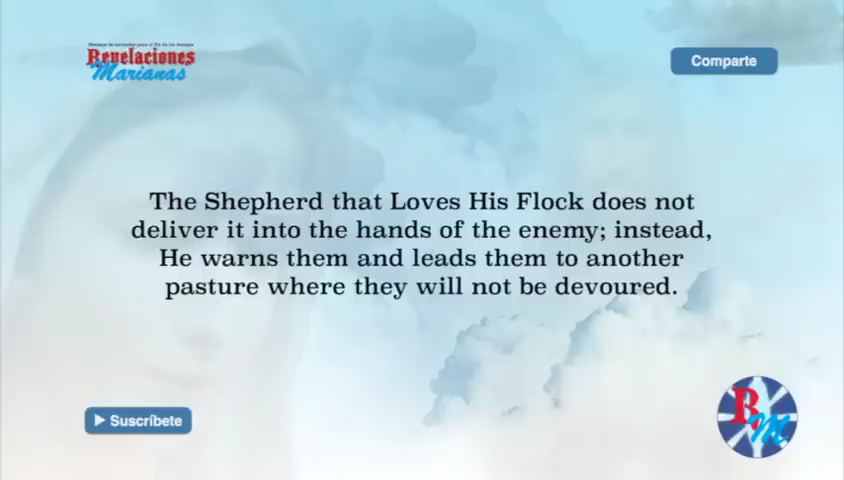 Revelaciones
Marianas
Comparte
The Shepherd that Loves His Flock does not
deliver it into the hands of the enemy; instead,
He warns them and leads them to another
pasture where they will not be devoured.
Suscríbete
R
M